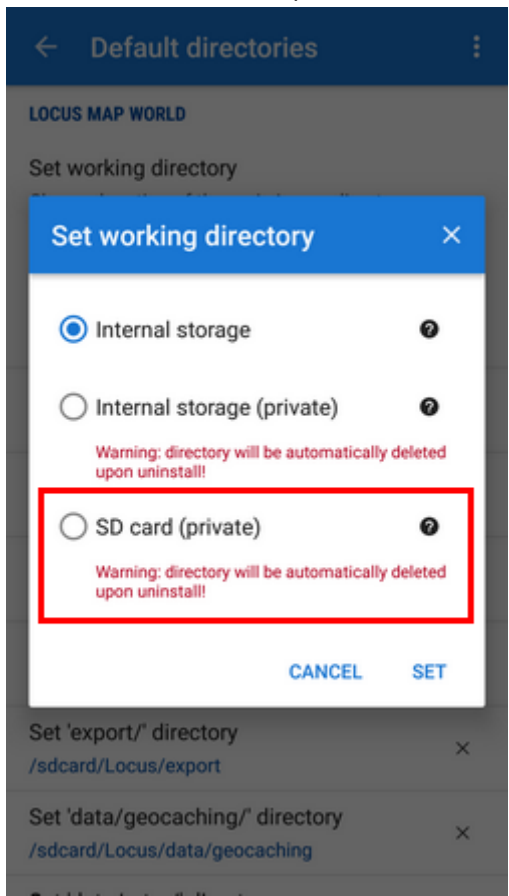 Default directories
LOCUS MAP WORLD
Set working directory
Set working directory
Internal storage
Internal storage (private)
Warning: directory will be automatically deleted
upon uninstall!
SD card (private)
Warning: directory will be automatically deleted
upon uninstall!
CANCEL SET
Set 'export/' directory
/sdcard/Locus/export
Set 'data/geocaching/' directory
/sdcard/Locus/data/geocaching